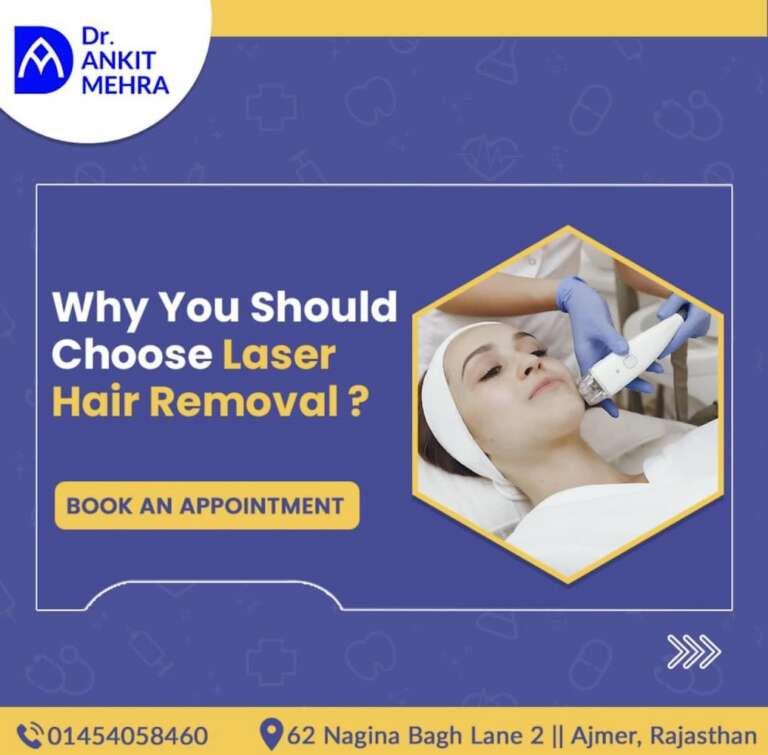 Dr.
ANKIT
MEHRA
Why You Should
Choose Laser
Hair Removal ?
BOOK AN APPOINTMENT
01454058460
62 Nagina Bagh Lane 2 || Ajmer, Rajasthan